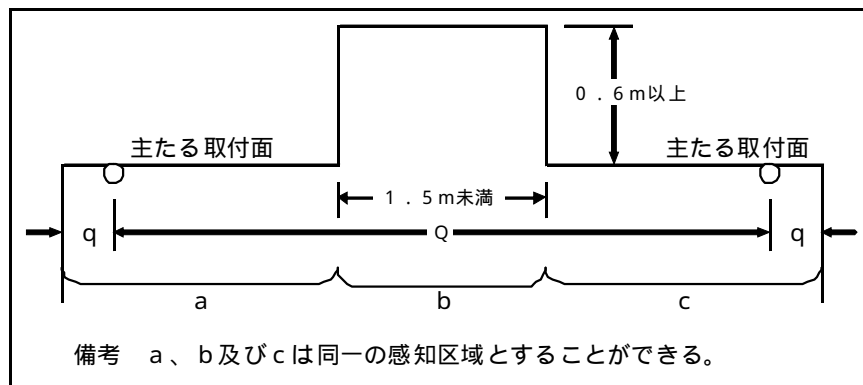 0.6m以上
主たる取付面 主たる取付面
1.5m未満
q Q q
a b c
備考 a、b及びcは同一の感知区域とすることができる。